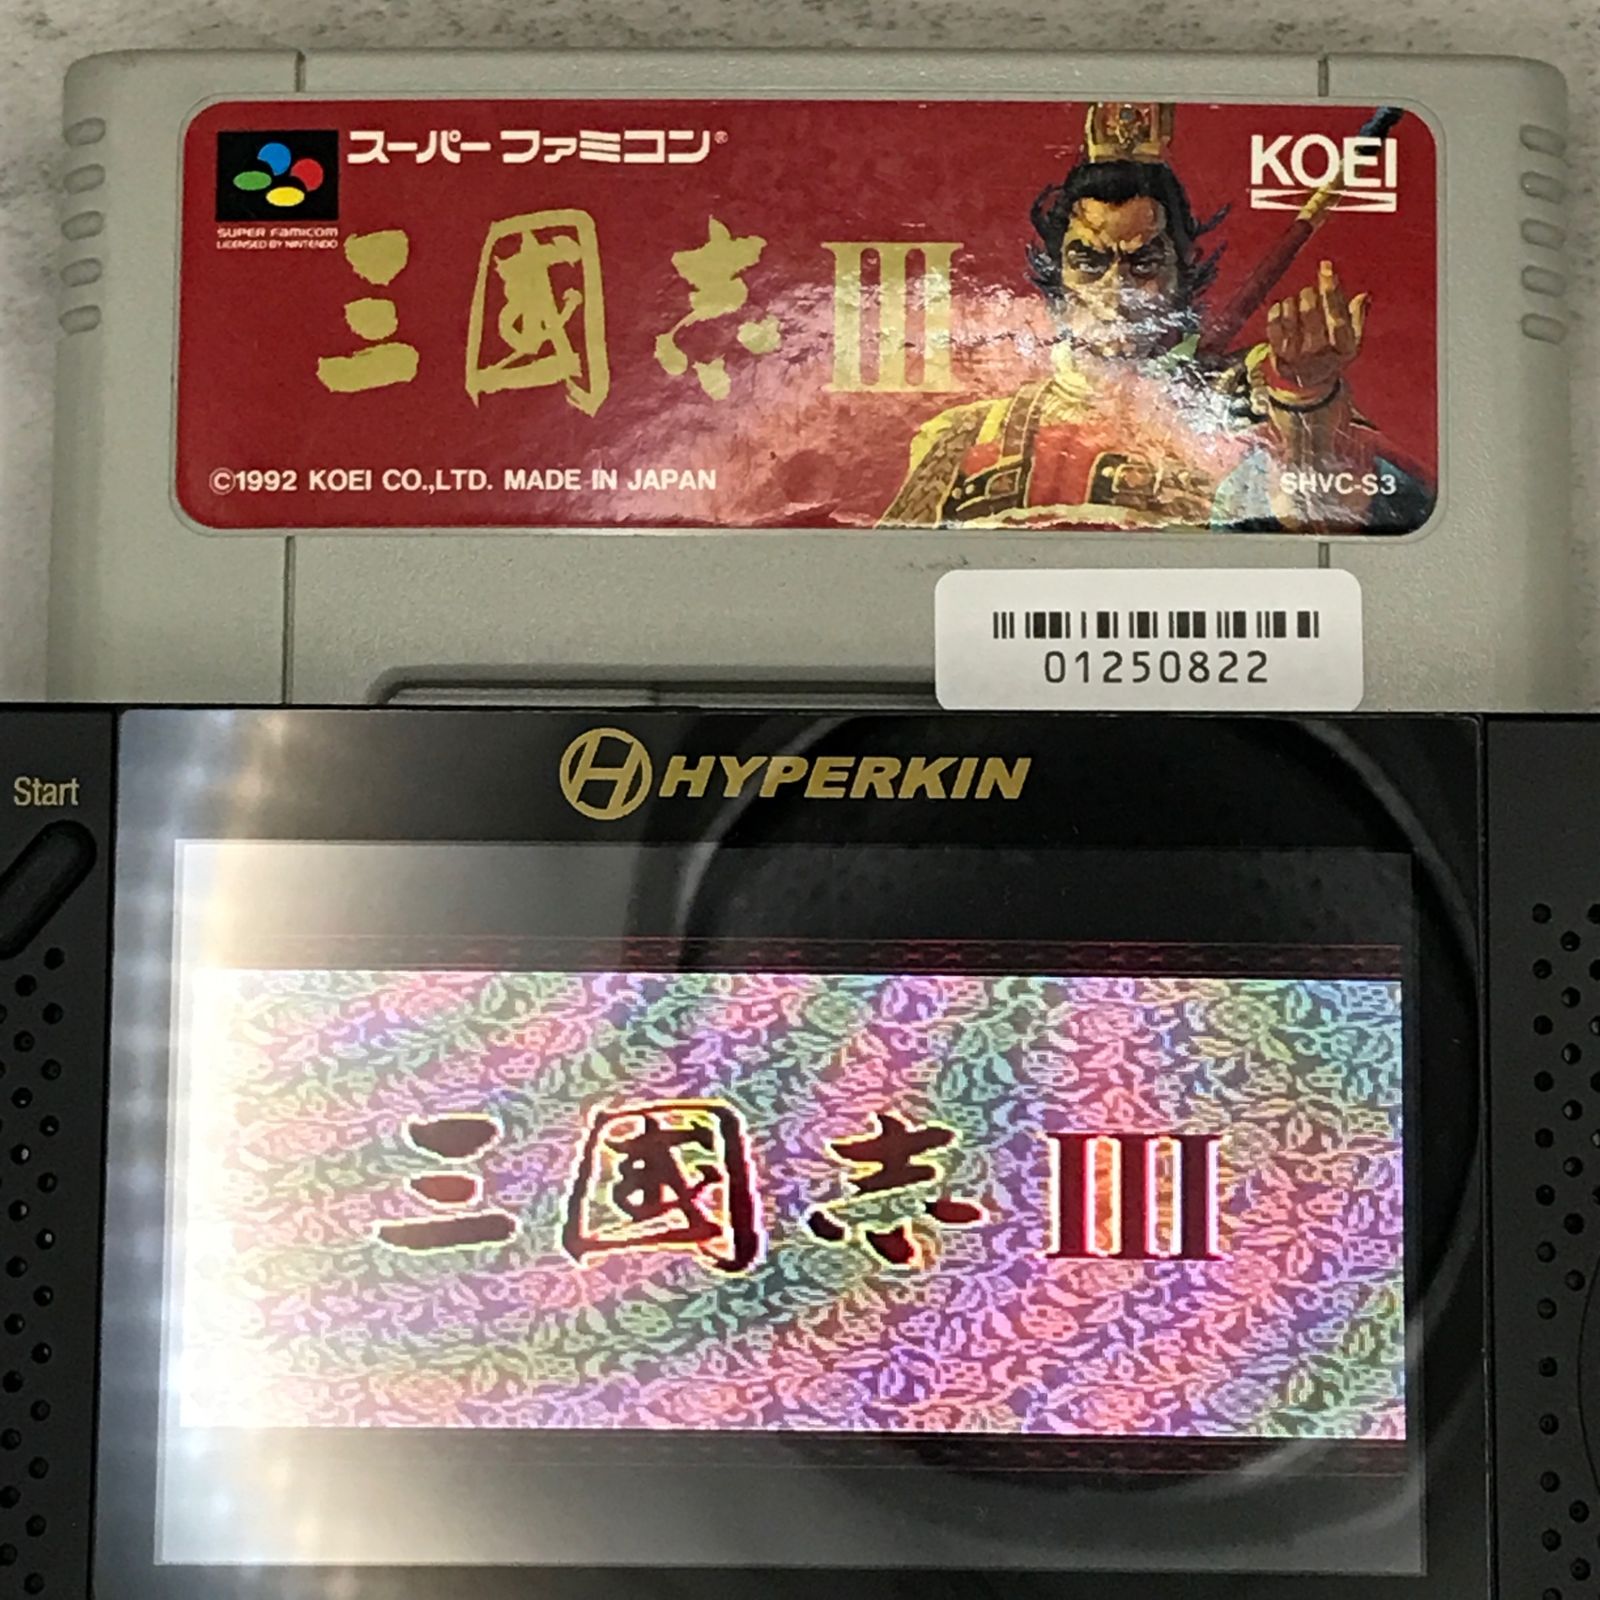 スーパーファミコン®
KOEI
SUPER FAMICOM
LICENSED BY NINTENDO
三國志III
©1992 KOEI CO.,LTD. MADE IN JAPAN
SHVC-S3
01250822
HYPERKIN
Start
三國志III